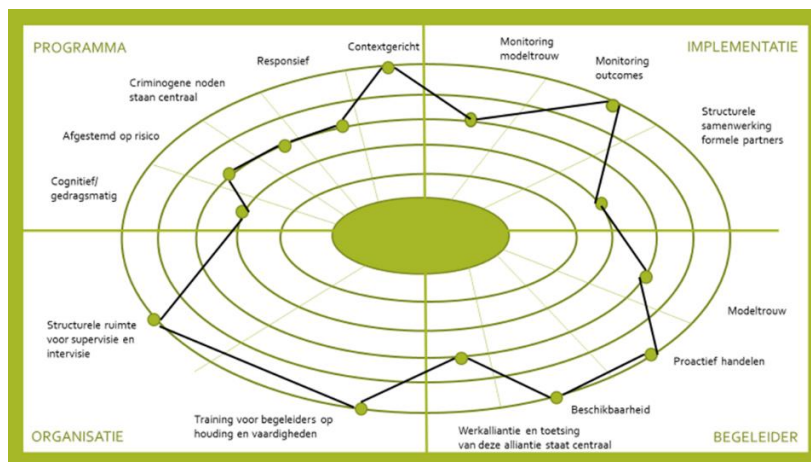 PROGRAMMA
IMPLEMENTATIE
Contextgericht
Responsief
Criminogene noden
staan centraal
Afgestemd op risico
Cognitief/
gedragsmatig
Monitoring
modeltrouw
Monitoring
outcomes
Structurele
samenwerking
formele partners
Structurele ruimte
voor supervisie en
intervisie
Training voor begeleiders op
houding en vaardigheden
Modeltrouw
Proactief handelen
Beschikbaarheid
Werkalliantie en toetsing
van deze alliantie staat centraal
ORGANISATIE
BEGELEIDER